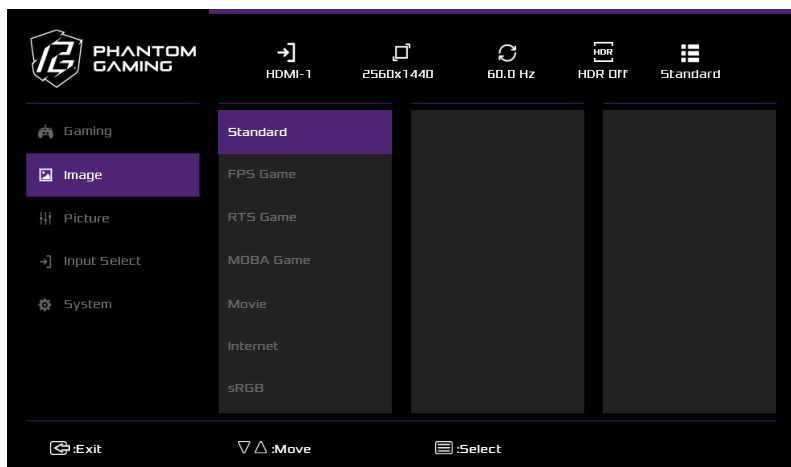 PHANTOM
GAMING
HDMI-1
2560x1440
60.0 Hz
HDR
HDR Off
Standard
Gaming
Image
Picture
Input Select
System
Standard
FPS Game
RTS Game
MOBA Game
Movie
Internet
sRGB
:Exit
:Move
:Select